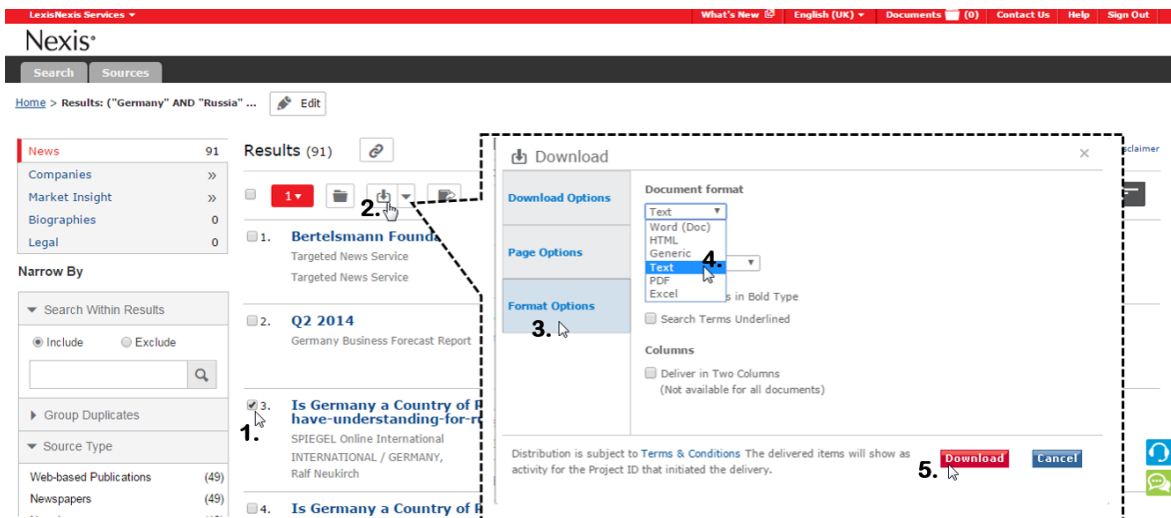 LexisNexis Services
What's New English (UK) Documents (0) Contact Us Help Sign Out
Nexis®
Search Sources
Home > Results: ("Germany" AND "Russia" ... Edit
News 91
Companies »
Market Insight »
Biographies 0
Legal 0
Narrow By
Search Within Results
Include Exclude
Group Duplicates
Source Type
Web-based Publications (49)
Newspapers (49)
Results (91)
1
2.
1. Bertelsmann Founda
Targeted News Service
Targeted News Service
2. Q2 2014
Germany Business Forecast Report
3. Is Germany a Country of
have-understanding-for-r
1.
SPIEGEL Online International
INTERNATIONAL / GERMANY,
Ralf Neukirch
4. Is Germany a Country of
Download ×
Download Options
Page Options
Format Options
3.
Document format
Text
Word (Doc)
HTML
Generic
4.
Text
PDF
Excel
s in Bold Type
Search Terms Underlined
Columns
Deliver in Two Columns
(Not available for all documents)
Distribution is subject to Terms & Conditions The delivered items will show as
activity for the Project ID that initiated the delivery.
5.
Download Cancel
sclaimer